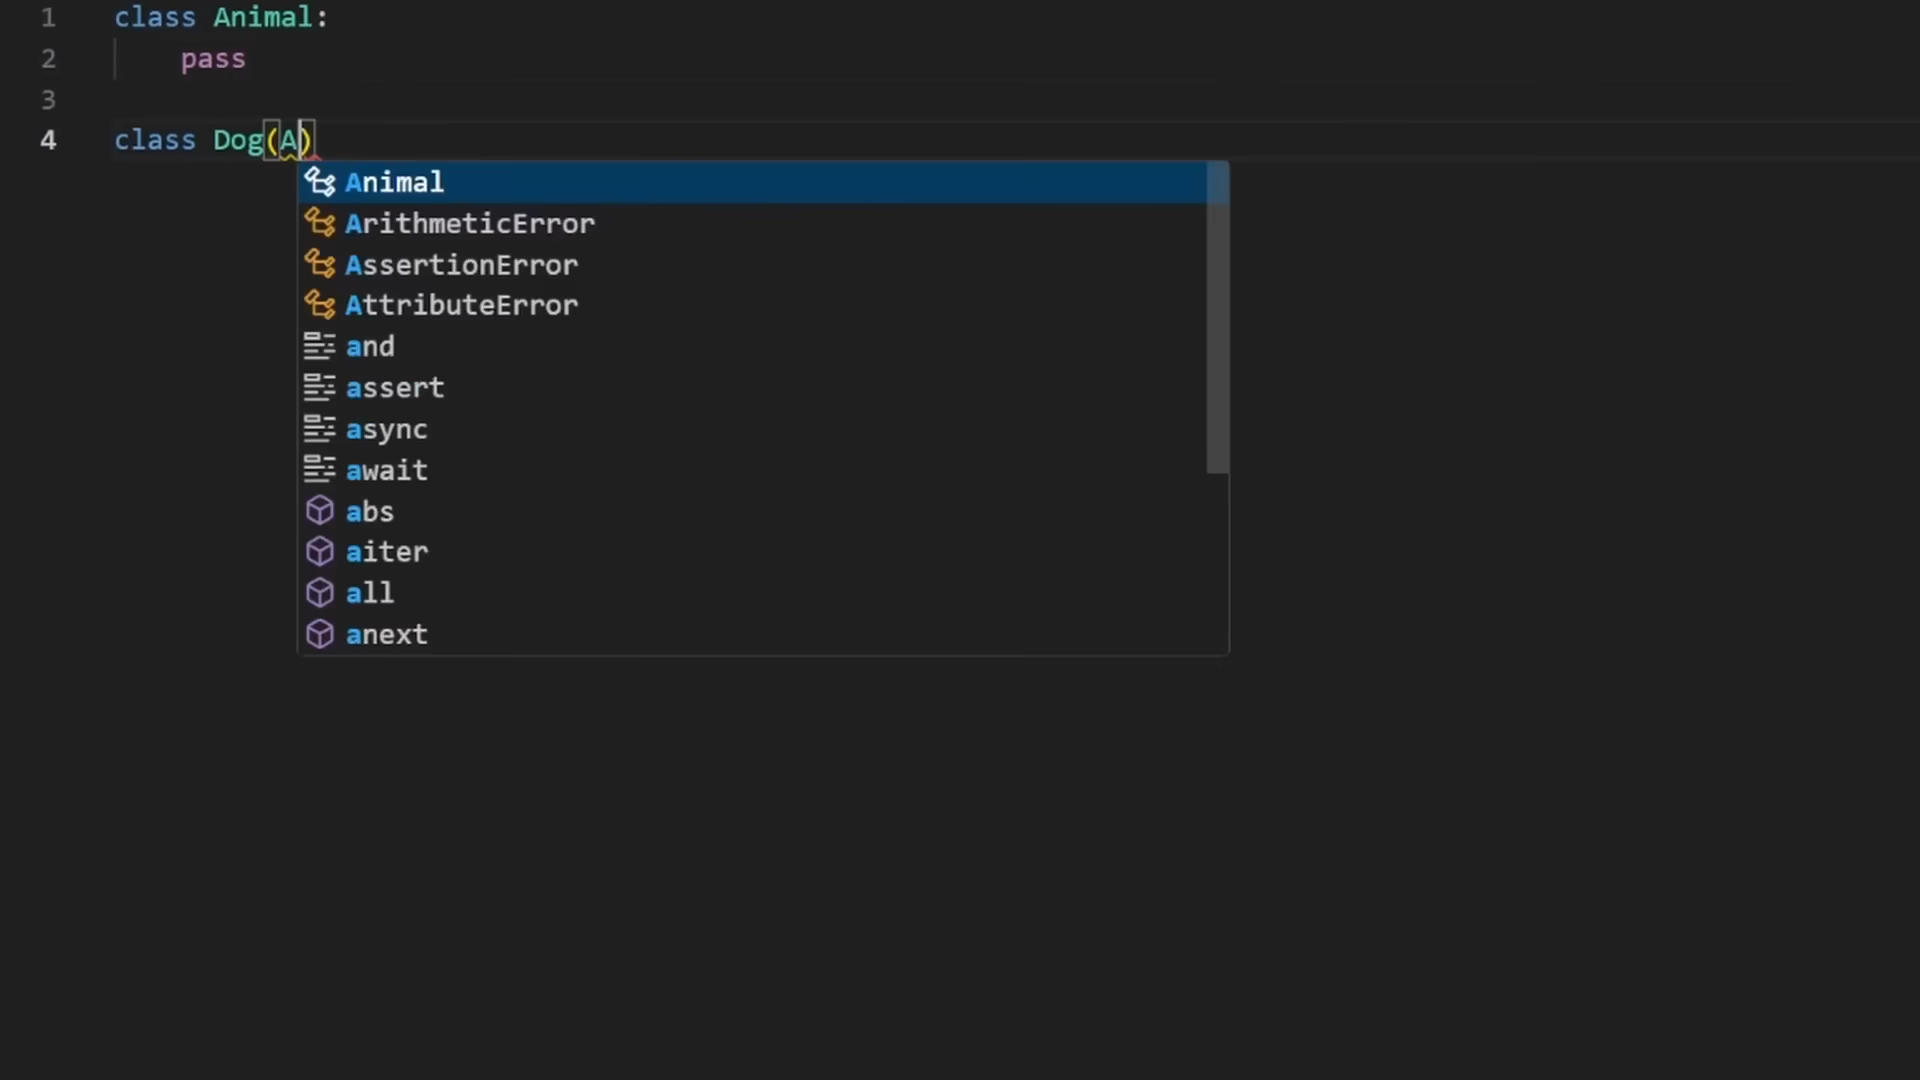 1 class Animal:
2 pass
3
4 class Dog(A)
Animal
ArithmeticError
AssertionError
AttributeError
and
assert
async
await
abs
aiter
all
anext